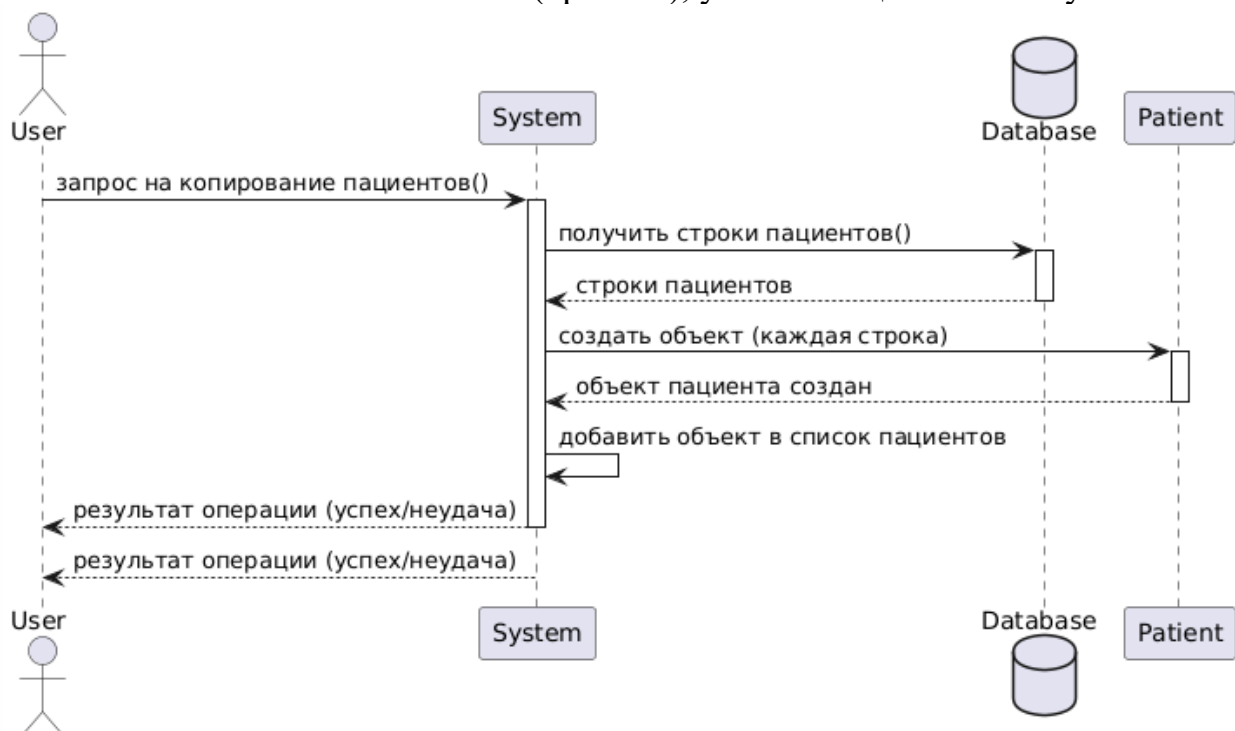 User
System
Database
Patient
запрос на копирование пациентов()
получить строки пациентов()
строки пациентов
создать объект (каждая строка)
объект пациента создан
добавить объект в список пациентов
результат операции (успех/неудача)
результат операции (успех/неудача)
User
System
Database
Patient